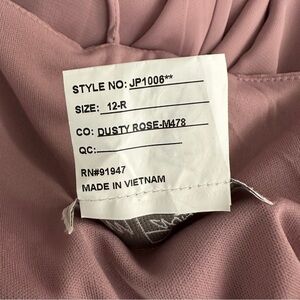 STYLE NO: JP1006**
SIZE: 12-R
CO: DUSTY ROSE-M478
QC:
RN#91947
MADE IN VIETNAM